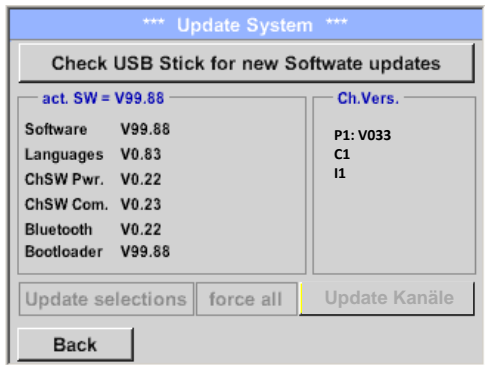 *** Update System ***
Check USB Stick for new Softwate updates
act. SW = V99.88
Software V99.88
Languages V0.83
ChSW Pwr. V0.22
ChSW Com. V0.23
Bluetooth V0.22
Bootloader V99.88
Ch.Vers.
P1: V033
C1
I1
Update selections
force all
Update Kanäle
Back